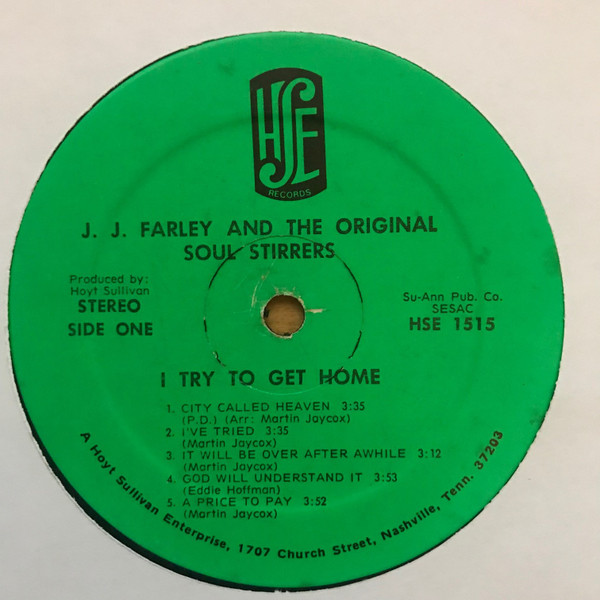 HSE
RECORDS
J. J. FARLEY AND THE ORIGINAL
SOUL STIRRERS
Produced by:
Hoyt Sullivan
STEREO
SIDE ONE
Su-Ann Pub. Co.
SESAC
HSE 1515
I TRY TO GET HOME
1. CITY CALLED HEAVEN 3:35
(P.D.) (Arr: Martin Jaycox)
2. I'VE TRIED 3:35
(Martin Jaycox)
3. IT WILL BE OVER AFTER AWHILE 3:12
(Martin Jaycox)
4. GOD WILL UNDERSTAND IT 3:53
(Eddie Hoffman)
5. A PRICE TO PAY 3:52
(Martin Jaycox)
A Hoyt Sullivan Enterprise, 1707 Church Street, Nashville, Tenn. 37203